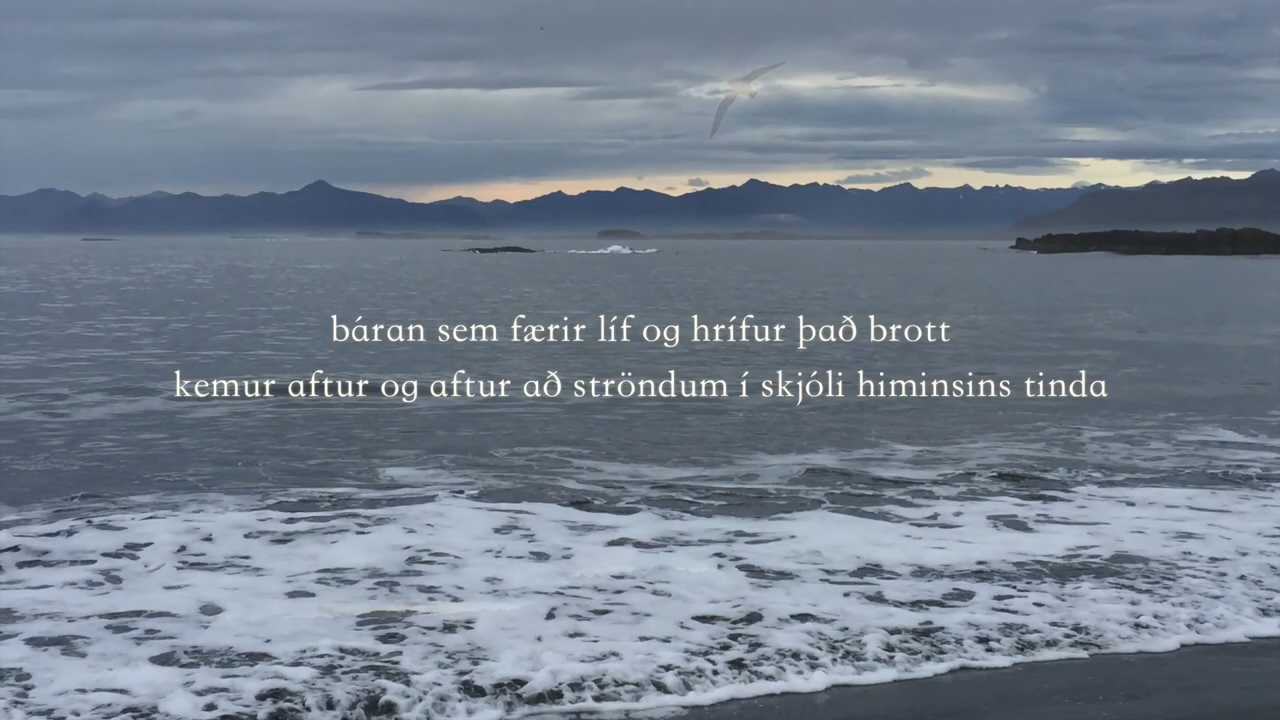 báran sem færir líf og hrífur það brott
kemur aftur og aftur að ströndum í skjóli himinsins tinda